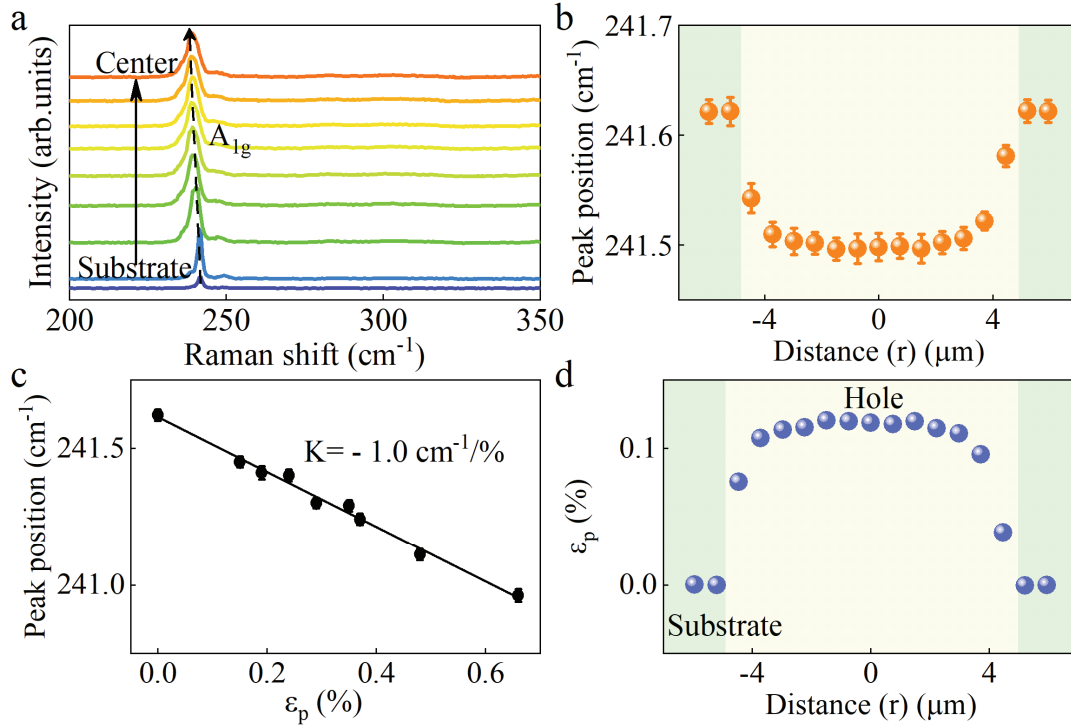 a
Intensity (arb.units)
Center
A1g
Substrate
200
250
300
350
Raman shift (cm-1)
b
Peak position (cm-1)
241.7
241.6
241.5
-4
0
4
Distance (r) (μm)
c
Peak position (cm-1)
241.5
241.0
K= - 1.0 cm-1/%
0.0
0.2
0.4
0.6
εp (%)
d
εp (%)
Hole
0.1
0.0
Substrate
-4
0
4
Distance (r) (μm)